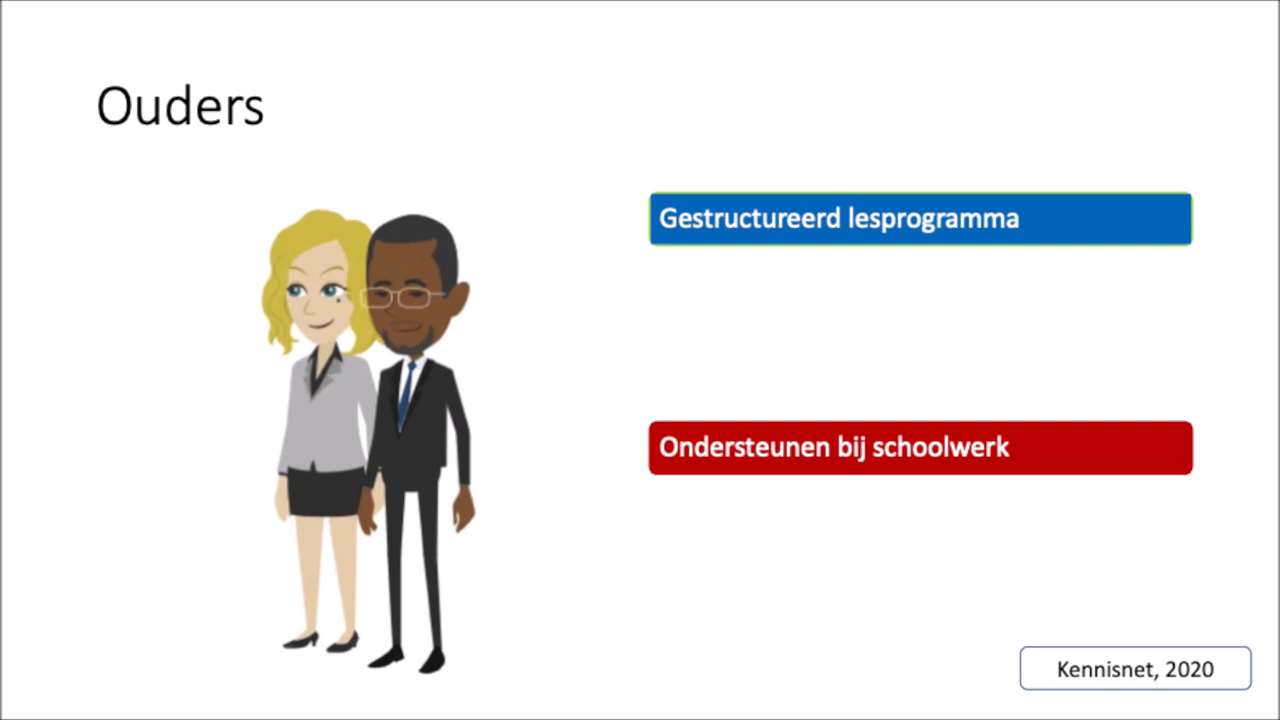 Ouders
Gestructureerd lesprogramma
Ondersteunen bij schoolwerk
Kennisnet, 2020